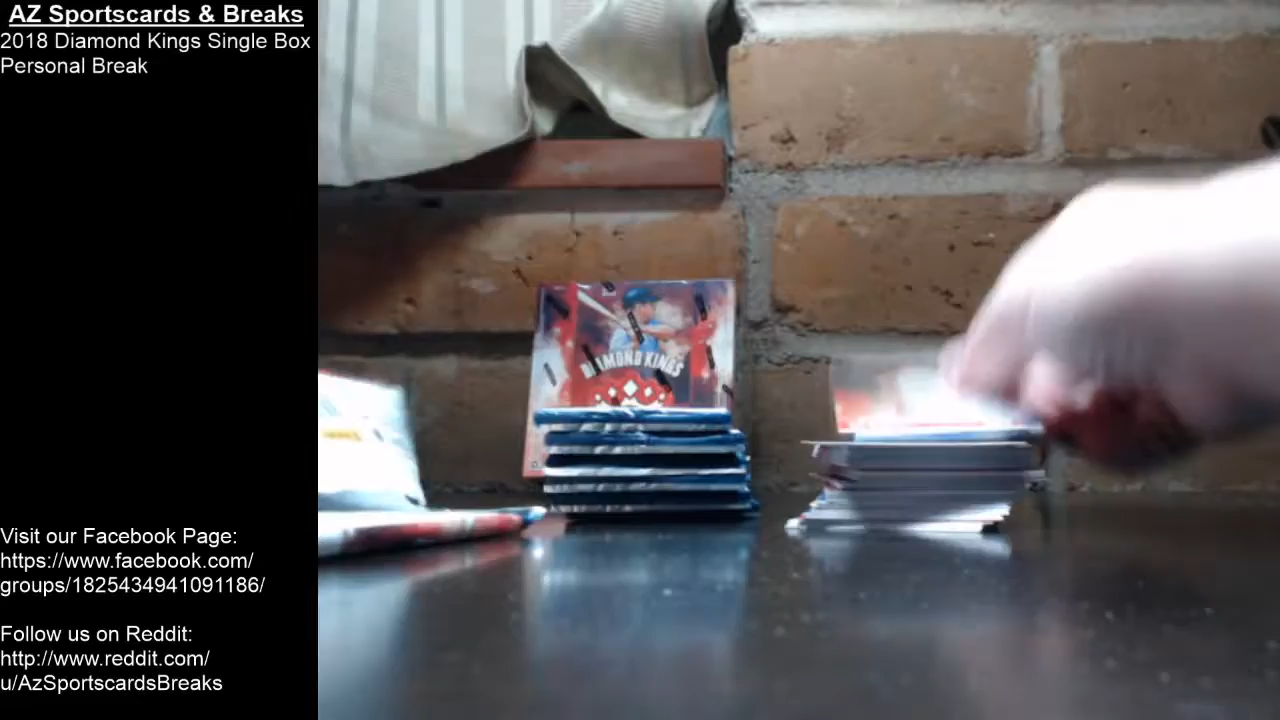 AZ Sportscards & Breaks
2018 Diamond Kings Single Box
Personal Break
DIAMOND KINGS
Visit our Facebook Page:
https://www.facebook.com/
groups/1825434941091186/
Follow us on Reddit:
http://www.reddit.com/
u/AzSportscardsBreaks